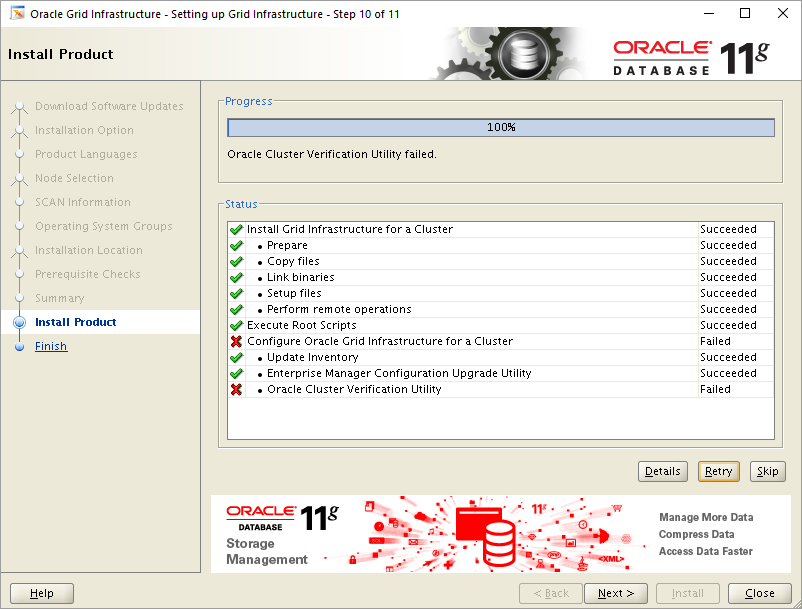 Oracle Grid Infrastructure - Setting up Grid Infrastructure - Step 10 of 11
Install Product
ORACLE
DATABASE 11g
Download Software Updates
Installation Option
Product Languages
Node Selection
SCAN Information
Operating System Groups
Installation Location
Prerequisite Checks
Summary
Install Product
Finish
Progress
100%
Oracle Cluster Verification Utility failed.
Status
Install Grid Infrastructure for a Cluster Succeeded
• Prepare Succeeded
• Copy files Succeeded
• Link binaries Succeeded
• Setup files Succeeded
• Perform remote operations Succeeded
Execute Root Scripts Succeeded
Configure Oracle Grid Infrastructure for a Cluster Failed
• Update Inventory Succeeded
• Enterprise Manager Configuration Upgrade Utility Succeeded
• Oracle Cluster Verification Utility Failed
Details Retry Skip
ORACLE
DATABASE 11g
Storage
Management
11g
<XML>
Manage More Data
Compress Data
Access Data Faster
Help < Back Next > Install Close